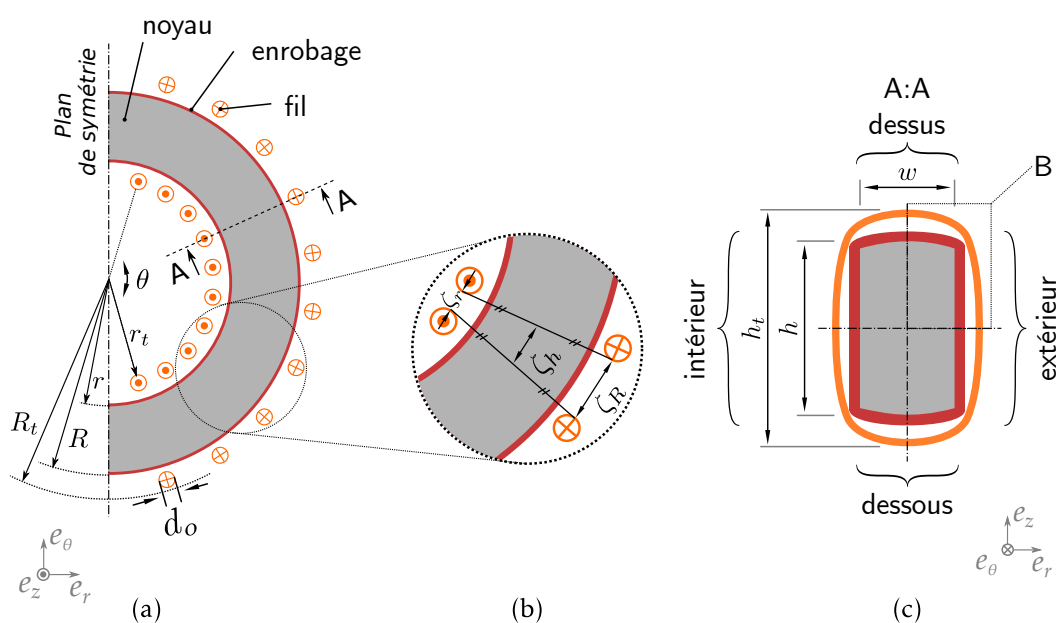 noyau
enrobage
fil
Plan
de symétrie
A
A
θ
r_t
r
R
R_t
d_o
e_θ
e_z
e_r
(a)
ζ_r
ζ_h
ζ_R
(b)
A:A
dessus
B
w
intérieur
h_t
h
extérieur
dessous
e_z
e_θ
e_r
(c)